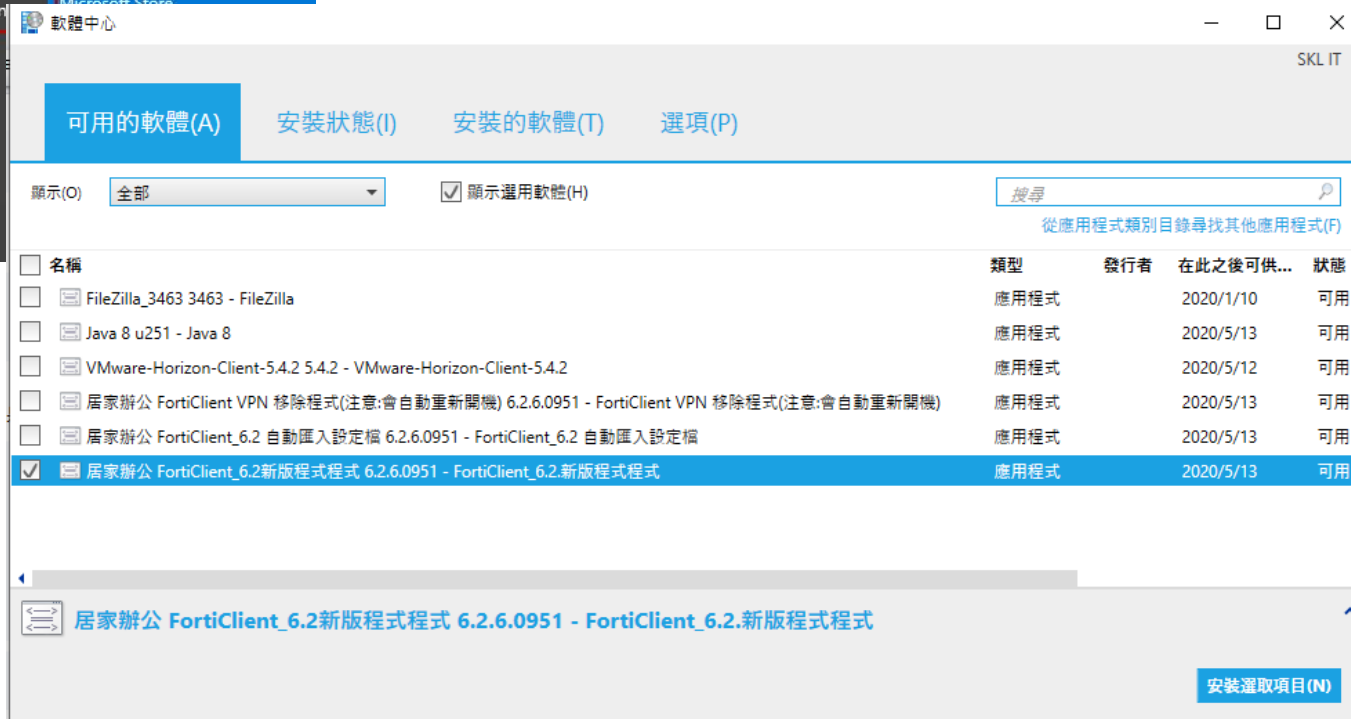 Microsoft Store
軟體中心
SKL IT
可用的軟體(A) 安裝狀態(I) 安裝的軟體(T) 選項(P)
顯示(O) 全部 顯示選用軟體(H) 搜尋
從應用程式類別目錄尋找其他應用程式(F)
名稱 類型 發行者 在此之後可供... 狀態
FileZilla_3463 3463 - FileZilla 應用程式 2020/1/10 可用
Java 8 u251 - Java 8 應用程式 2020/5/13 可用
VMware-Horizon-Client-5.4.2 5.4.2 - VMware-Horizon-Client-5.4.2 應用程式 2020/5/12 可用
居家辦公 FortiClient VPN 移除程式(注意:會自動重新開機) 6.2.6.0951 - FortiClient VPN 移除程式(注意:會自動重新開機) 應用程式 2020/5/13 可用
居家辦公 FortiClient_6.2 自動匯入設定檔 6.2.6.0951 - FortiClient_6.2 自動匯入設定檔 應用程式 2020/5/13 可用
居家辦公 FortiClient_6.2新版程式程式 6.2.6.0951 - FortiClient_6.2.新版程式程式 應用程式 2020/5/13 可用
居家辦公 FortiClient_6.2新版程式程式 6.2.6.0951 - FortiClient_6.2.新版程式程式
安裝選取項目(N)